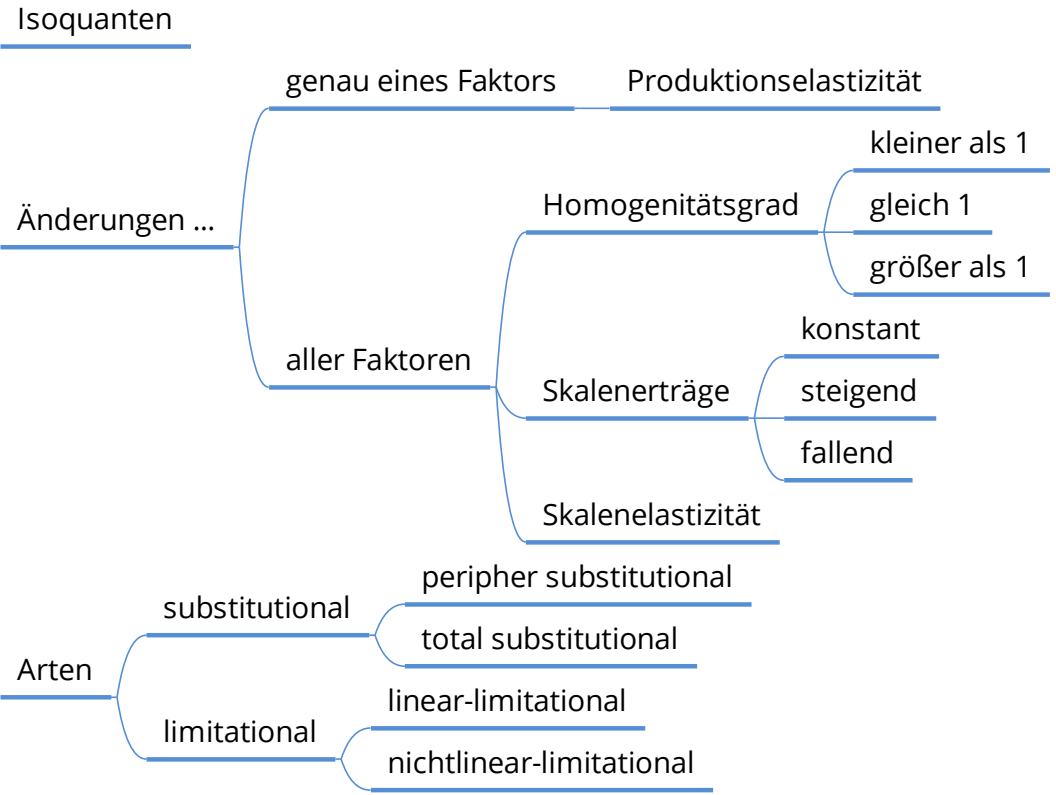 Isoquanten
Änderungen ...
genau eines Faktors
Produktionselastizität
aller Faktoren
Homogenitätsgrad
kleiner als 1
gleich 1
größer als 1
Skalenerträge
konstant
steigend
fallend
Skalenelastizität
Arten
substitutional
peripher substitutional
total substitutional
limitational
linear-limitational
nichtlinear-limitational